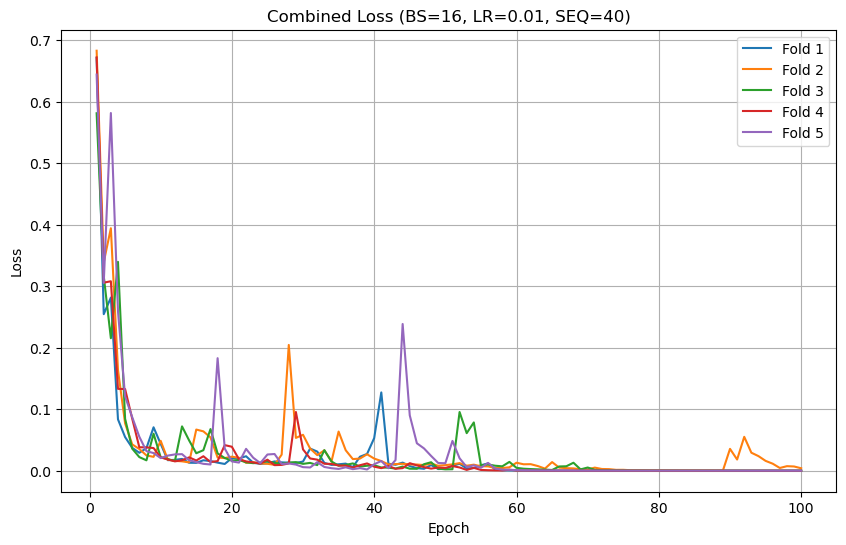 Combined Loss (BS=16, LR=0.01, SEQ=40)
Loss
0.7
0.6
0.5
0.4
0.3
0.2
0.1
0.0
Fold 1
Fold 2
Fold 3
Fold 4
Fold 5
0 20 40 60 80 100
Epoch